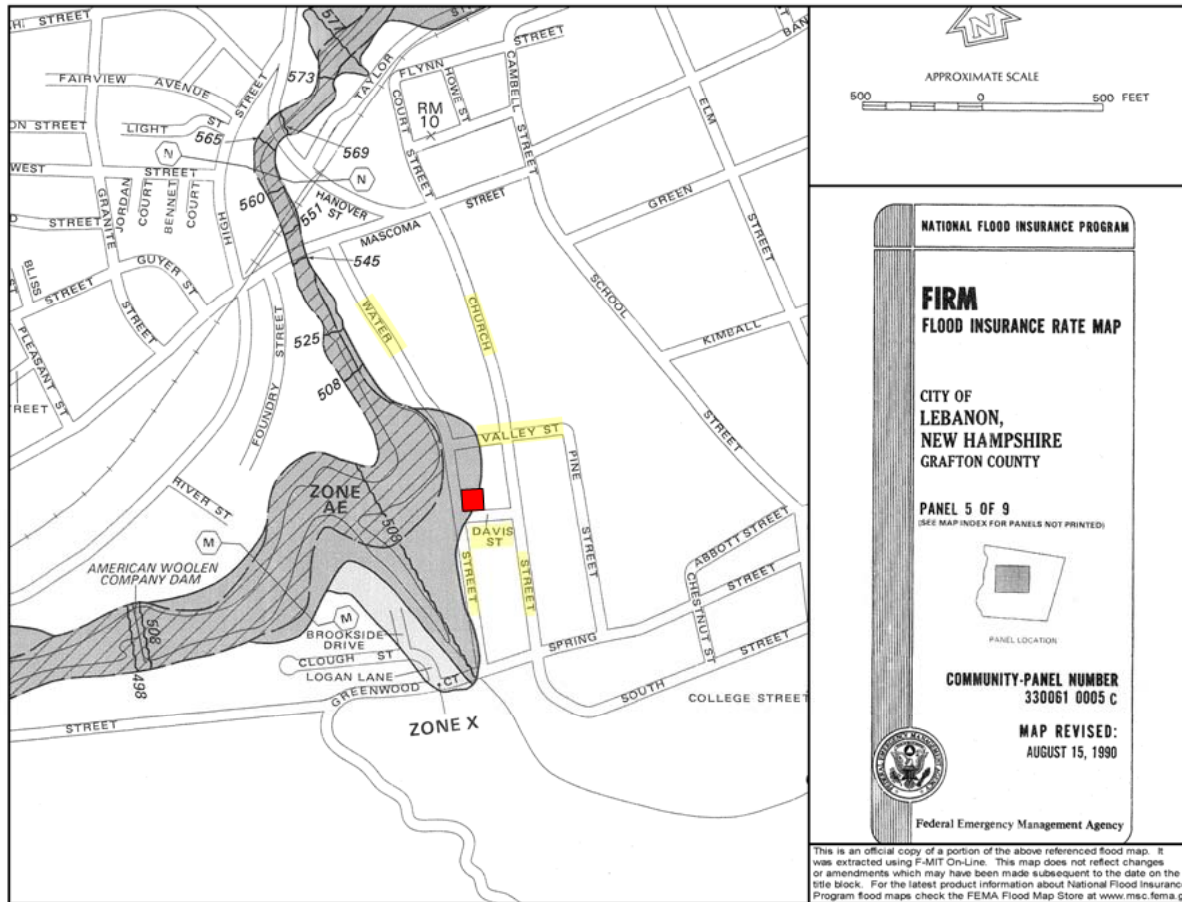 577
STREET
573
FAIRVIEW
AVENUE
STREET
TAYLOR
FLYNN
STREET
HOWE ST
COURT
STREET
CAMBELL
STREET
RM
10
ELM
STREET
LIGHT
ST
ON STREET
565
569
N
N
WEST
STREET
STREET
GRANITE
STREET
JORDAN
COURT
BENNET
COURT
HIGH
560
551
HANOVER
ST
MASCOMA
STREET
GREEN
545
BLISS
STREET
GUYER ST
PLEASANT ST
FOUNDRY
STREET
WATER
CHURCH
SCHOOL
STREET
KIMBALL
525
508
VALLEY ST
PINE
STREET
RIVER ST
ZONE
AE
508
M
DAVIS
ST
STREET
STREET
ABBOTT STREET
CHESTNUT ST
AMERICAN WOOLEN
COMPANY DAM
508
498
M
BROOKSIDE
DRIVE
CLOUGH ST
LOGAN LANE
GREENWOOD
CT
SPRING
STREET
SOUTH
STREET
COLLEGE STREET
STREET
ZONE X
N
APPROXIMATE SCALE
500 0 500 FEET
NATIONAL FLOOD INSURANCE PROGRAM
FIRM
FLOOD INSURANCE RATE MAP
CITY OF
LEBANON,
NEW HAMPSHIRE
GRAFTON COUNTY
PANEL 5 OF 9
(SEE MAP INDEX FOR PANELS NOT PRINTED)
PANEL LOCATION
COMMUNITY-PANEL NUMBER
330061 0005 C
MAP REVISED:
AUGUST 15, 1990
Federal Emergency Management Agency
This is an official copy of a portion of the above referenced flood map. It
was extracted using F-MIT On-Line. This map does not reflect changes
or amendments which may have been made subsequent to the date on the
title block. For the latest product information about National Flood Insurance
Program flood maps check the FEMA Flood Map Store at www.msc.fema.g